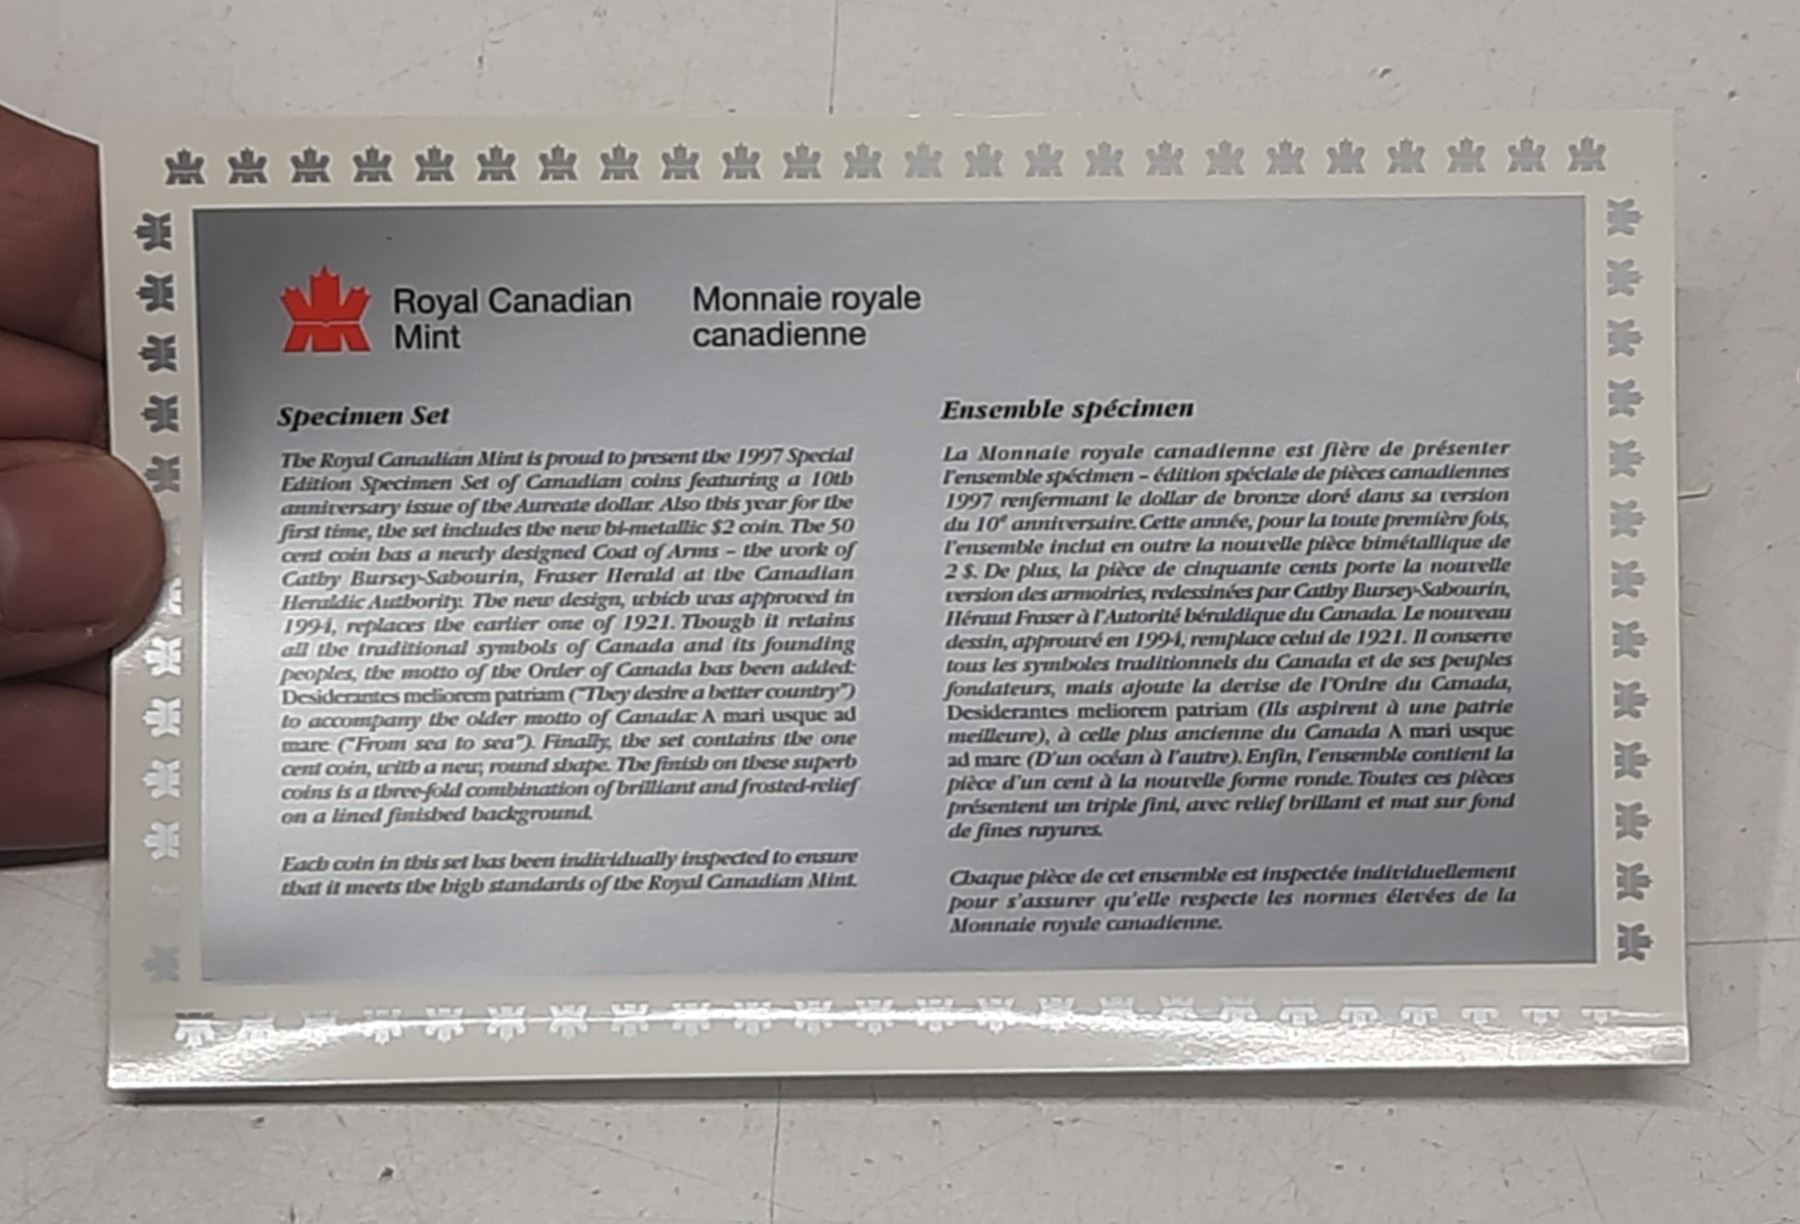 Royal Canadian
Mint
Monnaie royale
canadienne
Specimen Set
The Royal Canadian Mint is proud to present the 1997 Special
Edition Specimen Set of Canadian coins featuring a 10th
anniversary issue of the Aureate dollar. Also this year for the
first time, the set includes the new bi-metallic $2 coin. The 50
cent coin has a newly designed Coat of Arms – the work of
Cathy Bursey-Sabourin, Fraser Herald at the Canadian
Heraldic Authority. The new design, which was approved in
1994, replaces the earlier one of 1921. Though it retains
all the traditional symbols of Canada and its founding
peoples, the motto of the Order of Canada has been added:
Desiderantes meliorem patriam ("They desire a better country")
to accompany the older motto of Canada: A mari usque ad
mare ("From sea to sea"). Finally, the set contains the one
cent coin, with a new, round shape. The finish on these superb
coins is a three-fold combination of brilliant and frosted-relief
on a lined finished background.
Each coin in this set has been individually inspected to ensure
that it meets the high standards of the Royal Canadian Mint.
Ensemble spécimen
La Monnaie royale canadienne est fière de présenter
l'ensemble spécimen – édition spéciale de pièces canadiennes
1997 renfermant le dollar de bronze doré dans sa version
du 10e anniversaire. Cette année, pour la toute première fois,
l'ensemble inclut en outre la nouvelle pièce bimétallique de
2 $. De plus, la pièce de cinquante cents porte la nouvelle
version des armoiries, redessinées par Cathy Bursey-Sabourin,
Héraut Fraser à l'Autorité héraldique du Canada. Le nouveau
dessin, approuvé en 1994, remplace celui de 1921. Il conserve
tous les symboles traditionnels du Canada et de ses peuples
fondateurs, mais ajoute la devise de l'Ordre du Canada,
Desiderantes meliorem patriam (Ils aspirent à une patrie
meilleure), à celle plus ancienne du Canada A mari usque
ad mare (D'un océan à l'autre). Enfin, l'ensemble contient la
pièce d'un cent à la nouvelle forme ronde. Toutes ces pièces
présentent un triple fini, avec relief brillant et mat sur fond
de fines rayures.
Chaque pièce de cet ensemble est inspectée individuellement
pour s'assurer qu'elle respecte les normes élevées de la
Monnaie royale canadienne.